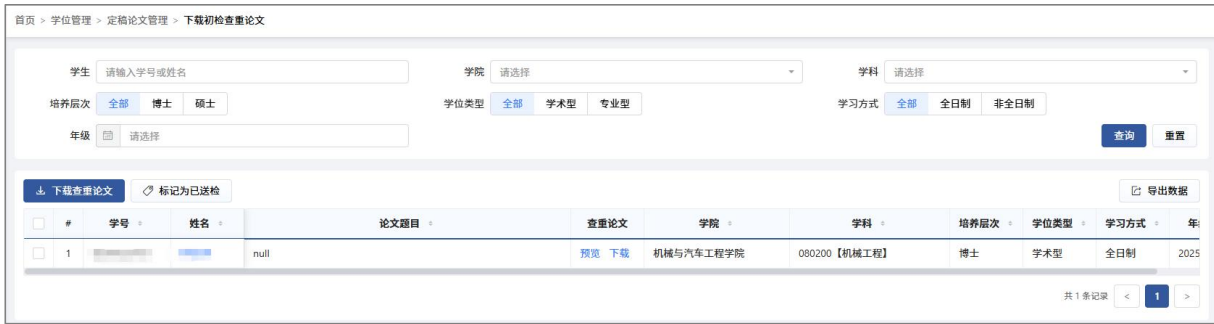 首页 > 学位管理 > 定稿论文管理 > 下载初检查重论文
学生 请输入学号或姓名 学院 请选择 学科 请选择
培养层次 全部 博士 硕士 学位类型 全部 学术型 专业型 学习方式 全部 全日制 非全日制
年级 请选择 查询 重置
下载查重论文 标记为已送检 导出数据
# 学号 姓名 论文题目 查重论文 学院 学科 培养层次 学位类型 学习方式 年
1 null 预览 下载 机械与汽车工程学院 080200【机械工程】 博士 学术型 全日制 2025
共 1 条记录 < 1 >